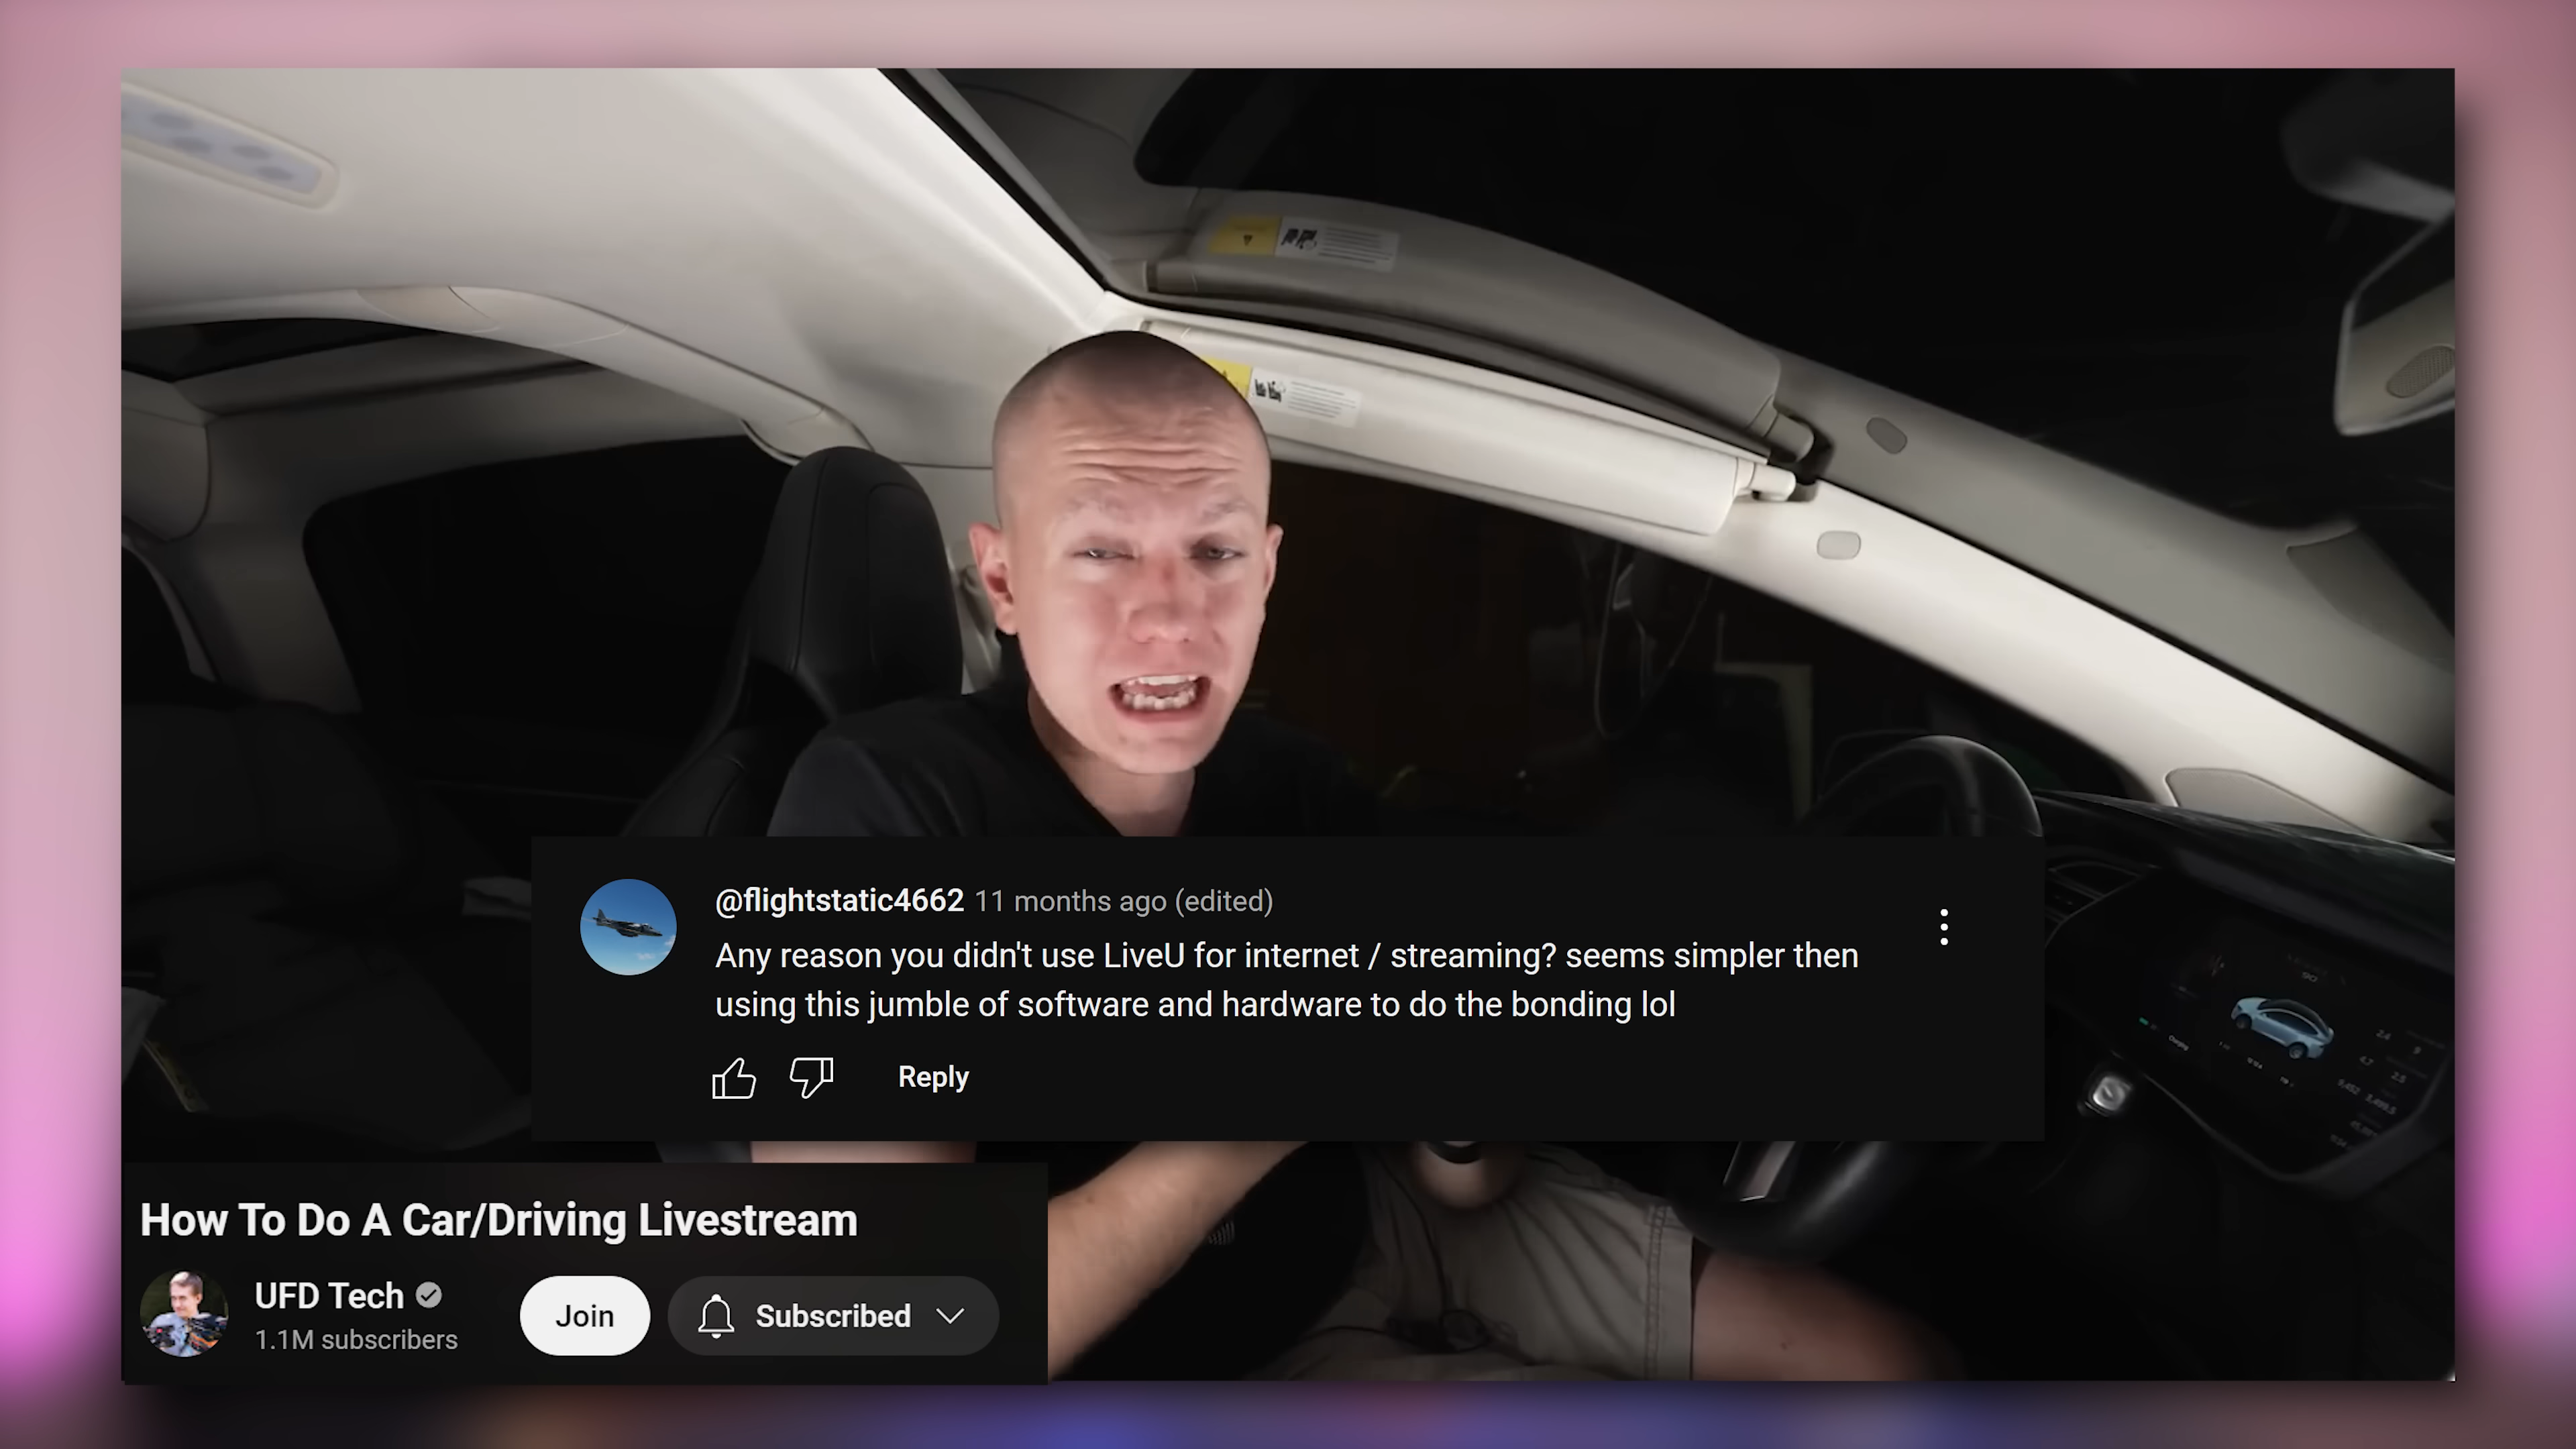 @flightstatic4662 11 months ago (edited)
Any reason you didn't use LiveU for internet / streaming? seems simpler then
using this jumble of software and hardware to do the bonding lol
Reply
How To Do A Car/Driving Livestream
UFD Tech
1.1M subscribers
Join
Subscribed